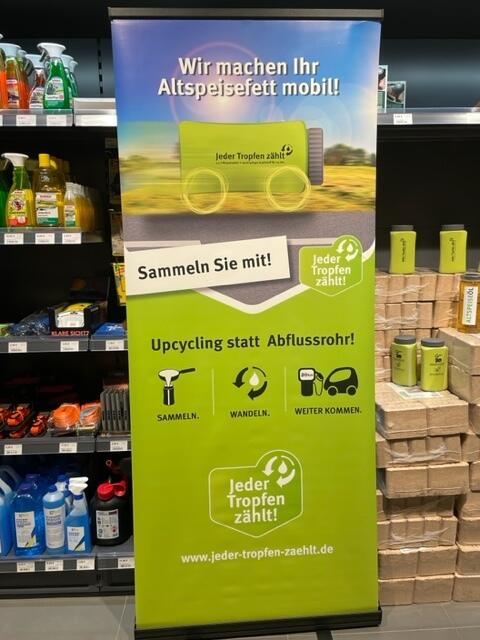 Wir machen Ihr
Altspeisefett mobil!
Jeder Tropfen zählt!
Sammeln Sie mit!
Jeder
Tropfen
zählt!
Upcycling statt Abflussrohr!
SAMMELN.
WANDELN.
WEITER KOMMEN.
Jeder
Tropfen
zählt!
www.jeder-tropfen-zaehlt.de
KLARE SICHT?
ALTSPEISEÖL